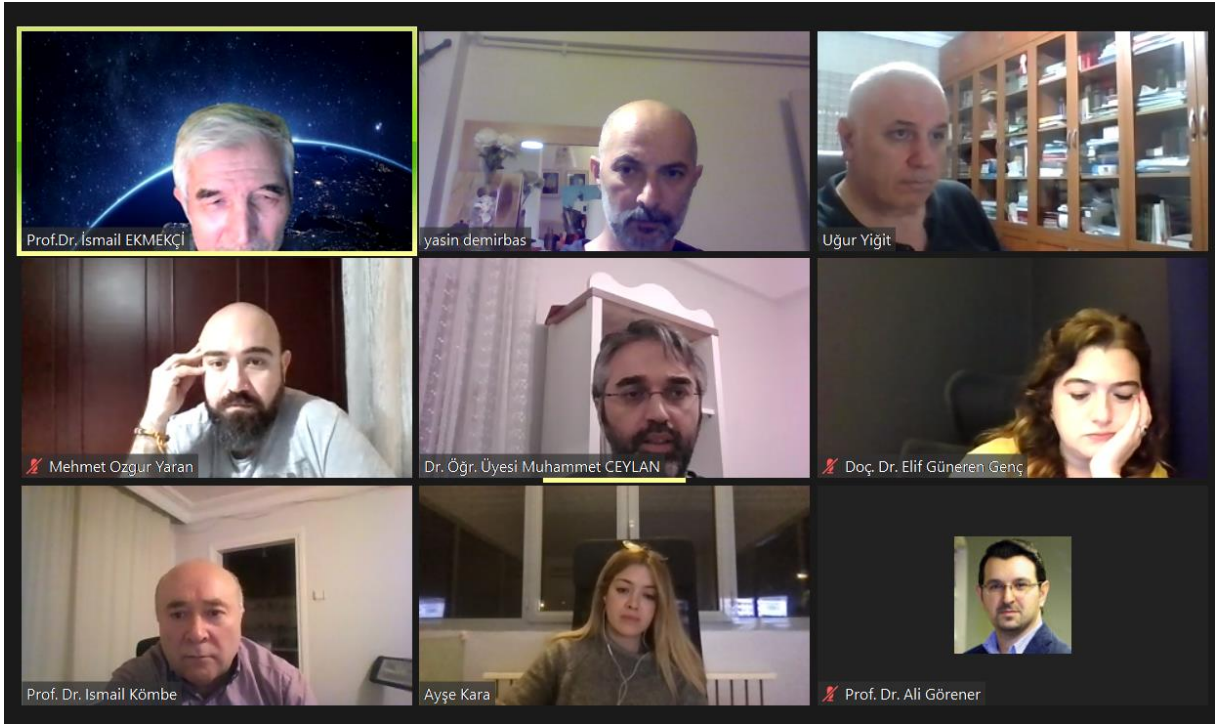 Prof.Dr. İsmail EKMEKÇİ
yasin demirbas
Uğur Yiğit
Mehmet Ozgur Yaran
Dr. Öğr. Üyesi Muhammet CEYLAN
Doç. Dr. Elif Güneren Genç
Prof. Dr. Ismail Kömbe
Ayşe Kara
Prof. Dr. Ali Görener